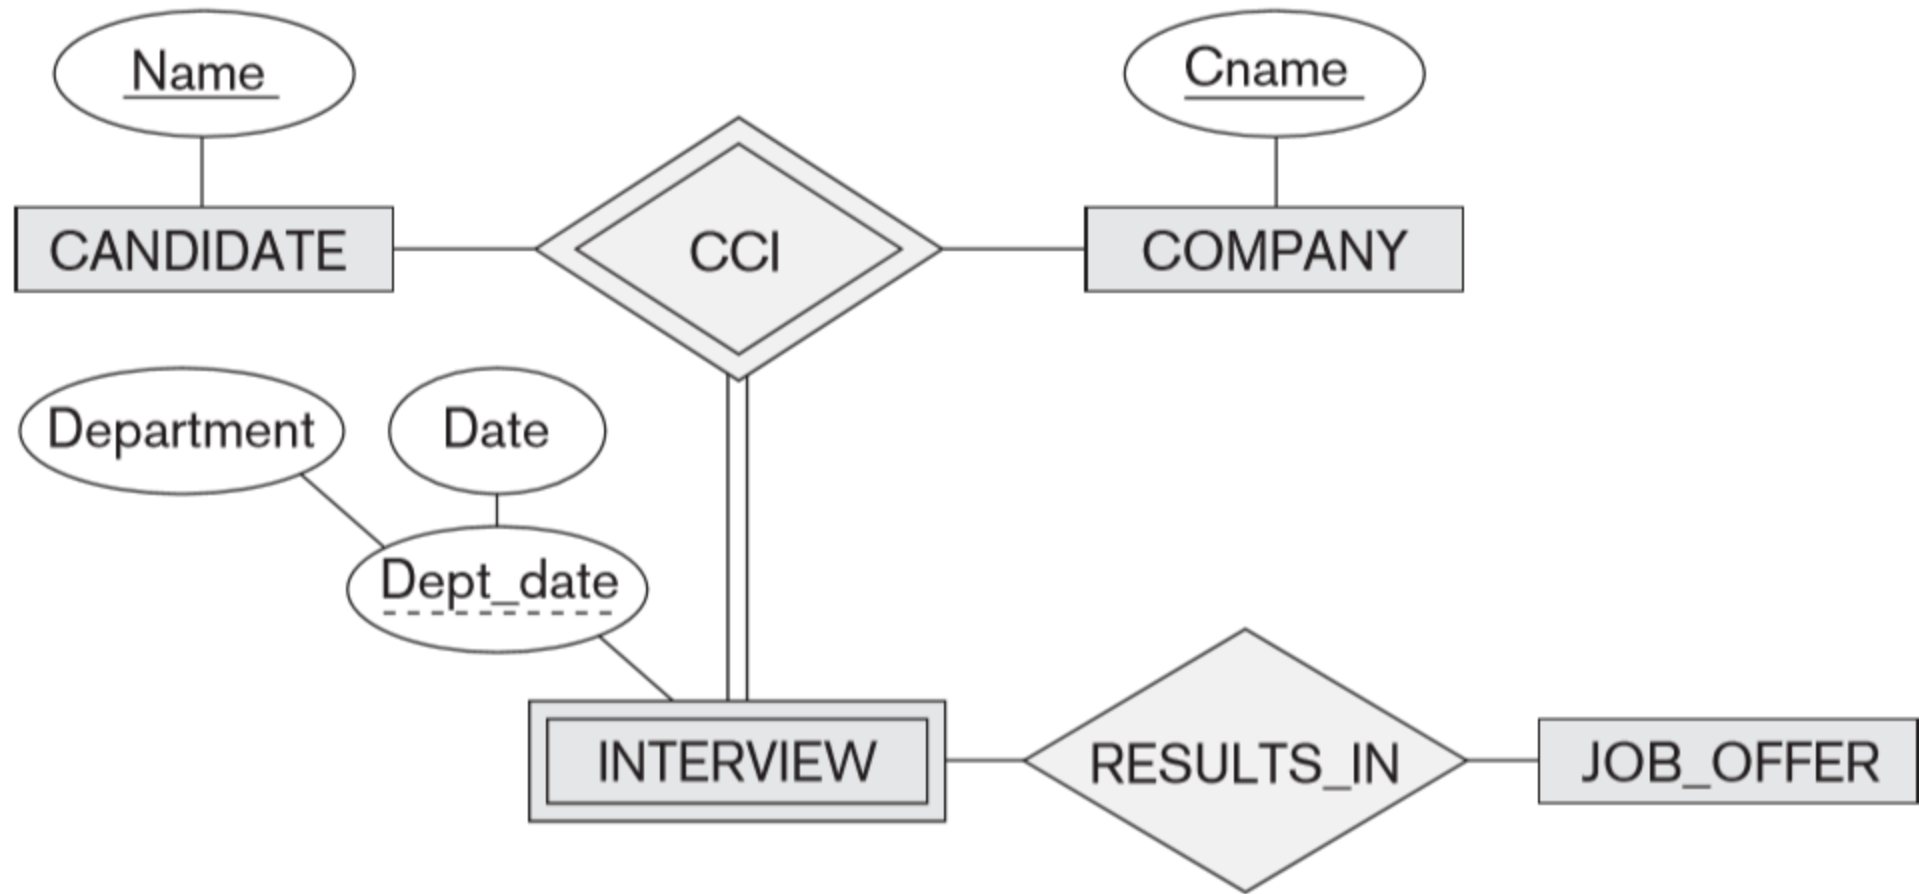 Name
Cname
CANDIDATE
CCI
COMPANY
Department
Date
Dept_date
INTERVIEW
RESULTS_IN
JOB_OFFER